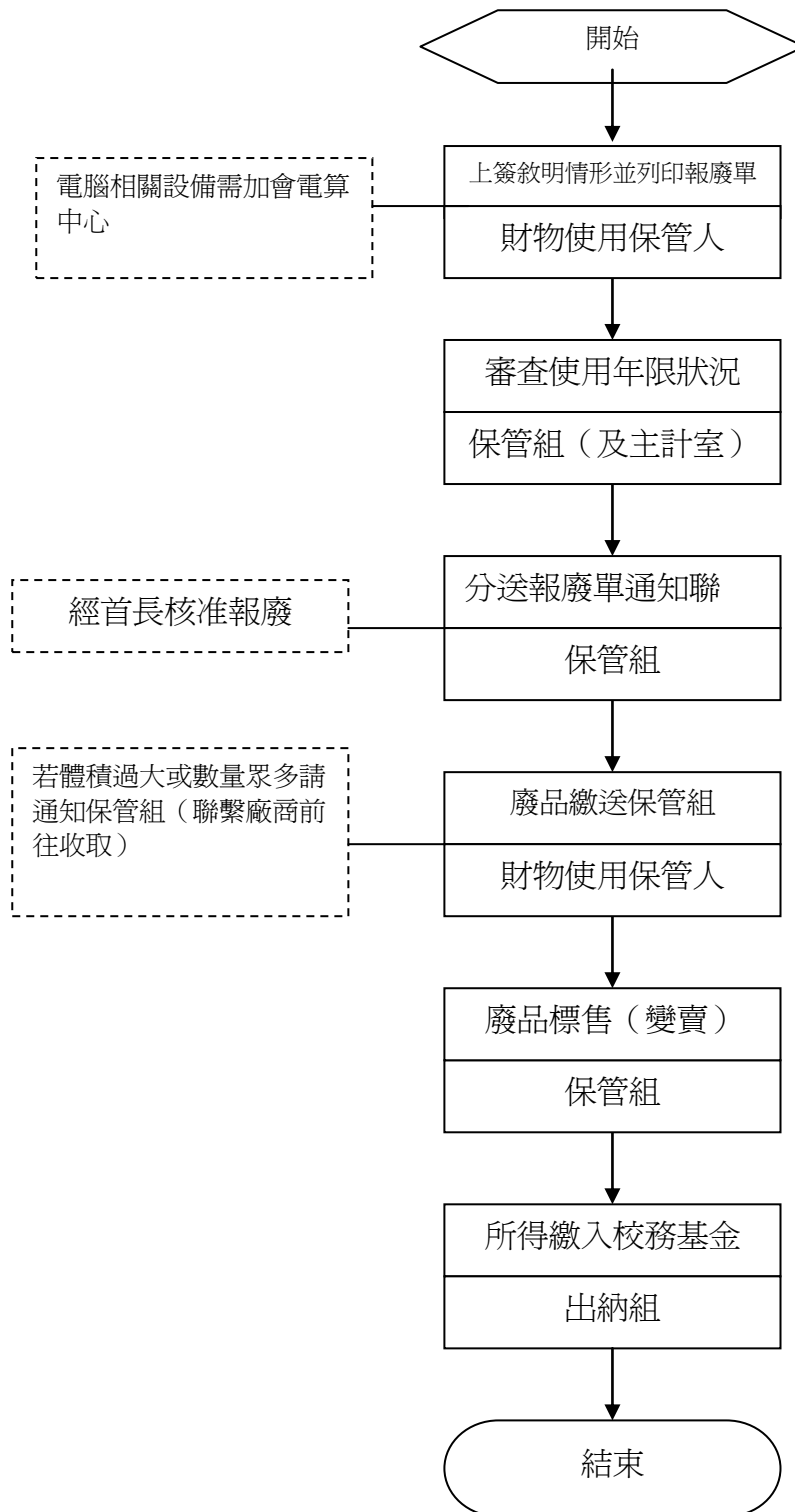 開始
上簽敘明情形並列印報廢單
財物使用保管人
電腦相關設備需加會電算
中心
審查使用年限狀況
保管組（及主計室）
分送報廢單通知聯
保管組
經首長核准報廢
廢品繳送保管組
財物使用保管人
若體積過大或數量眾多請
通知保管組（聯繫廠商前
往收取）
廢品標售（變賣）
保管組
所得繳入校務基金
出納組
結束